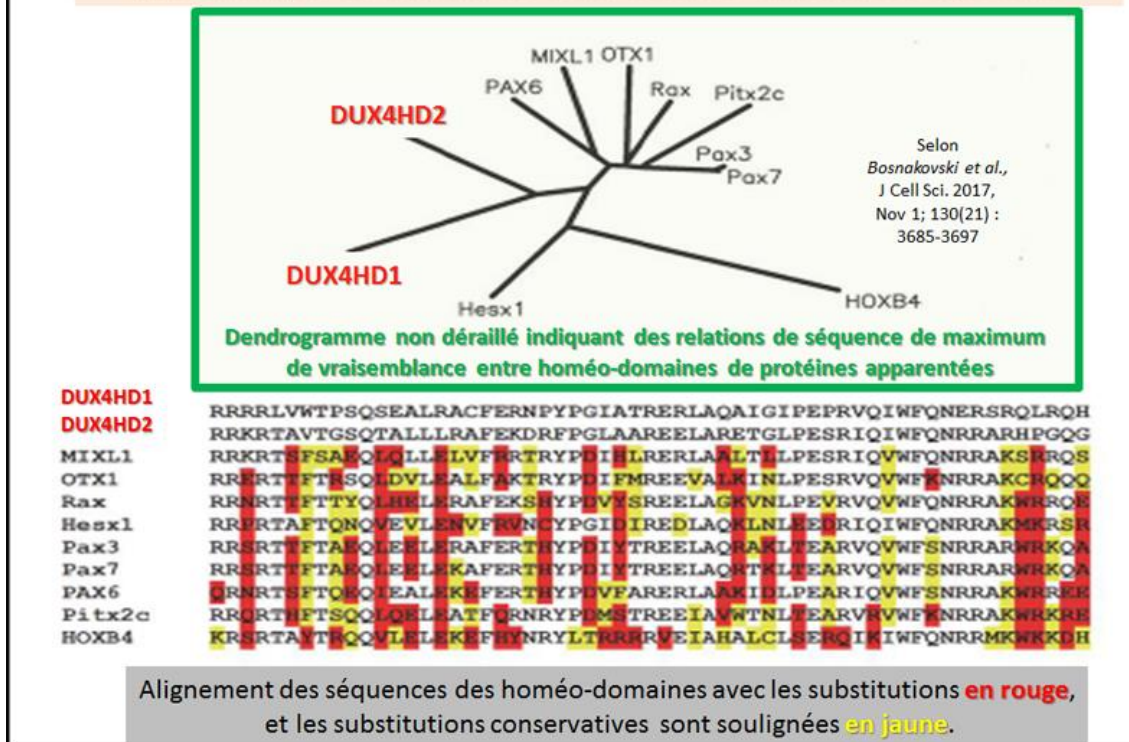 MIXL1 OTX1
PAX6
Rax
Pitx2c
DUX4HD2
Pax3
Pax7
Selon
Bosnakovski et al.,
J Cell Sci. 2017,
Nov 1; 130(21) :
3685-3697
DUX4HD1
Hesx1
HOXB4
Dendrogramme non déraillé indiquant des relations de séquence de maximum
de vraisemblance entre homéo-domaines de protéines apparentées
DUX4HD1 RRRRLVWTPSQSEALRACFERNPYPGIATRERLAQAIGIPEPRVQIWFQNERSRQLRQH
DUX4HD2 RRKRTAVTGSQTALLLRAFEKDRFPGLAAREELARETGLPESRIQIWFQNRRARHPGQG
MIXL1 RRKRTSFSAEQLQLLELVFRRTRYPDIHLRERLAALTLLPESRIQVWFQNRRAKSRRQS
OTX1 RRERTTFTRSQLDVLEALFAKTRYPDIFMREEVALKINLPESRVQVWFKNRRAKCRQQQ
Rax RRNRTTFTTYQLHELERAFEKSHYPDVYSREELAGKVNLPEVRVQVWFQNRRAKWRRQE
Hesx1 RRPRTAFTQNQVEVLENVFRVNCYPGIDIREDLAQKLNLEEDRIQIWFQNRRAKMKRSR
Pax3 RRSRTTFTAEQLEELERAFERTHYPDIYTREELAQRAKLTEARVQVWFSNRRARWRKQA
Pax7 RRSRTTFTAEQLEELEKAFERTHYPDIYTREELAQRTKLTEARVQVWFSNRRARWRKQA
PAX6 QRNRTSFTQEQIEALEKEFERTHYPDVFARERLAAKIDLPEARIQVWFSNRRAKWRREE
Pitx2c RRQRTHFTSQQLQELEATFQRNRYPDMSTREEIAVWTNLTEARVRVWFKNRRAKWRKRE
HOXB4 KRSRTAYTRQQVLELEKEFHYNRYLTRRRRVEIAHALCLSERQIKIWFQNRRMKWKKDH
Alignement des séquences des homéo-domaines avec les substitutions en rouge,
et les substitutions conservatives sont soulignées en jaune.